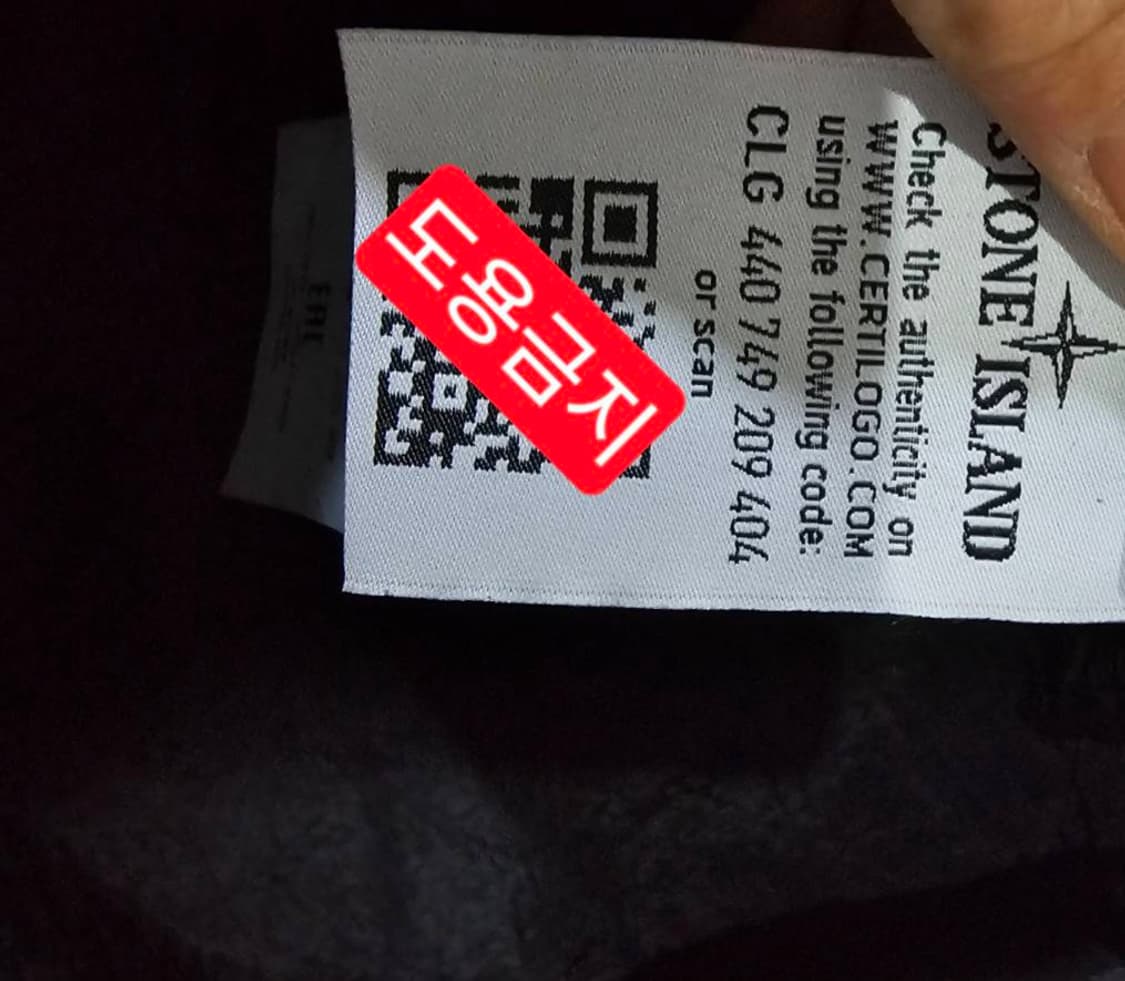 STONE ISLAND
Check the authenticity on
WWW.CERTILOGO.COM
using the following code:
CLG 440 749 209 404
or scan
도용금지
EAC